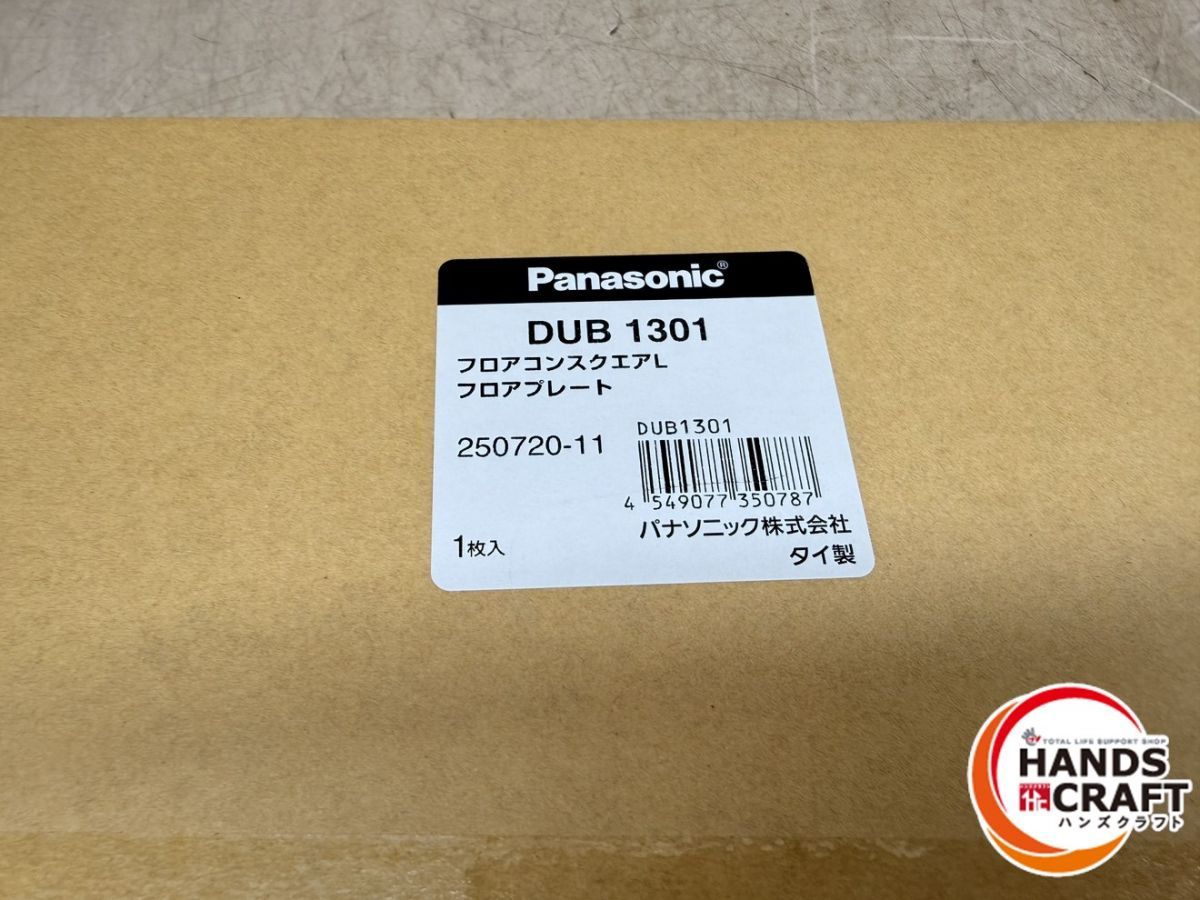 Panasonic®
DUB 1301
フロアコンスクエアL
フロアプレート
250720-11
DUB1301
4 549077 350787
パナソニック株式会社
1枚入
タイ製
TOTAL LIFE SUPPORT SHOP
HANDS
CRAFT
ハンズクラフト